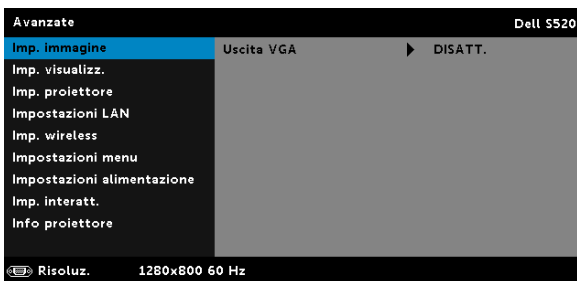 Avanzate Dell S520
Imp. immagine Uscita VGA DISATT.
Imp. visualizz.
Imp. proiettore
Impostazioni LAN
Imp. wireless
Impostazioni menu
Impostazioni alimentazione
Imp. interatt.
Info proiettore
Risoluz. 1280x800 60 Hz